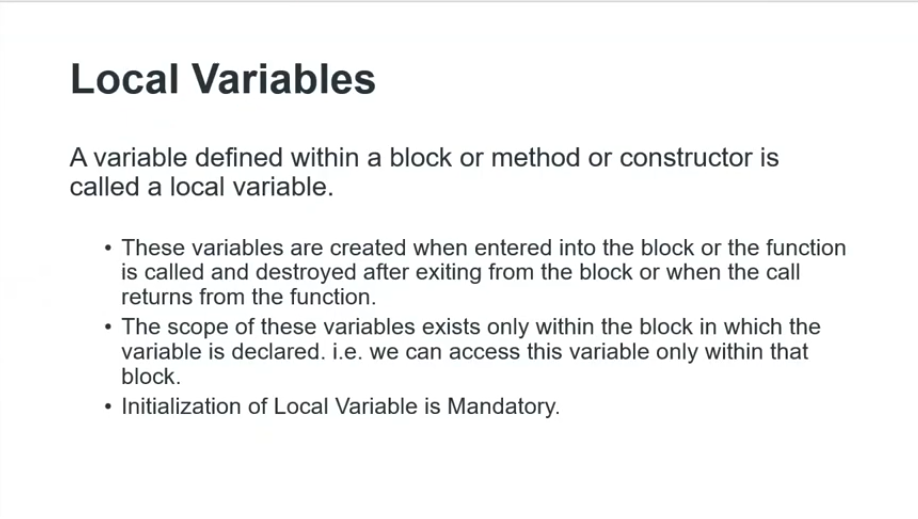 Local Variables
A variable defined within a block or method or constructor is
called a local variable.
• These variables are created when entered into the block or the function
is called and destroyed after exiting from the block or when the call
returns from the function.
• The scope of these variables exists only within the block in which the
variable is declared. i.e. we can access this variable only within that
block.
• Initialization of Local Variable is Mandatory.